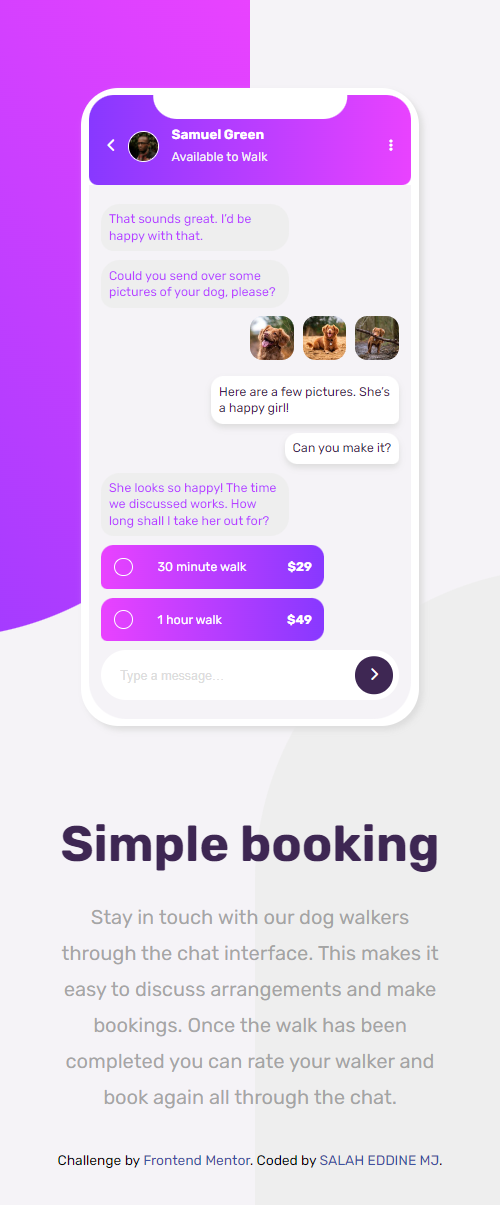 Samuel Green
Available to Walk
That sounds great. I'd be
happy with that.
Could you send over some
pictures of your dog, please?
Here are a few pictures. She's
a happy girl!
Can you make it?
She looks so happy! The time
we discussed works. How
long shall I take her out for?
30 minute walk $29
1 hour walk $49
Type a message…
Simple booking
Stay in touch with our dog walkers
through the chat interface. This makes it
easy to discuss arrangements and make
bookings. Once the walk has been
completed you can rate your walker and
book again all through the chat.
Challenge by Frontend Mentor. Coded by SALAH EDDINE MJ.